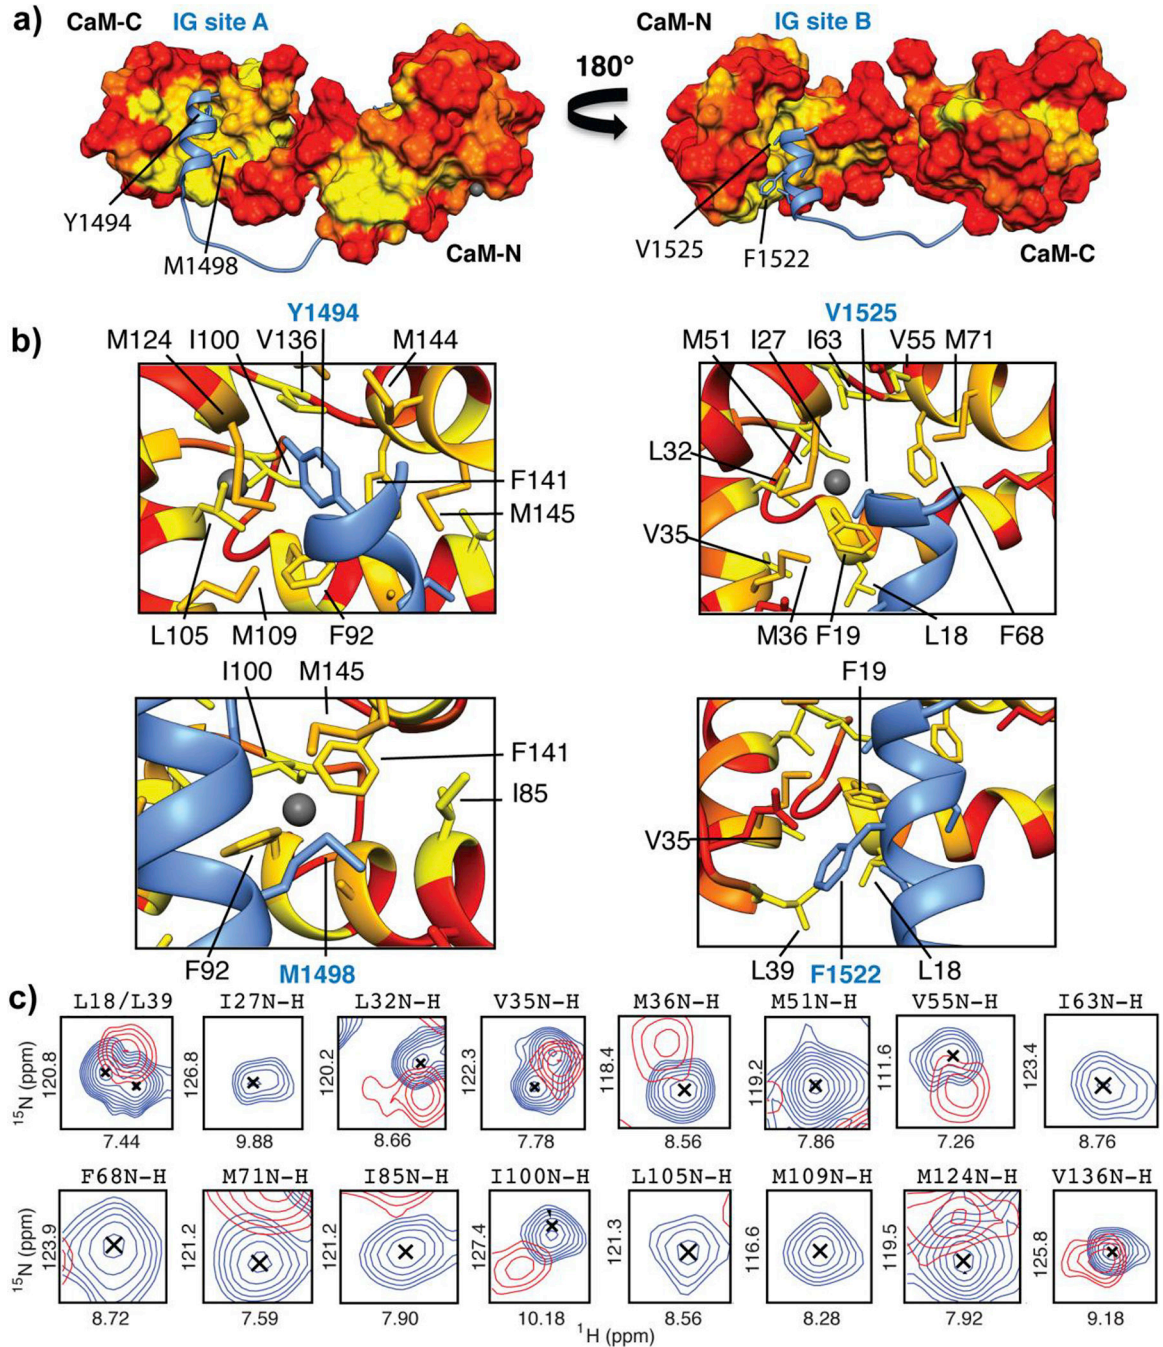 a)
CaM-C IG site A
CaM-N IG site B
180°
Y1494
M1498
CaM-N
V1525
F1522
CaM-C
b)
Y1494
M124 I100 V136 M144
F141
M145
L105 M109 F92
V1525
M51 I27 I63 V55 M71
L32
V35
M36 F19 L18 F68
I100 M145
F141
I85
F92 M1498
F19
V35
L39 F1522 L18
c)
L18/L39 I27N-H L32N-H V35N-H M36N-H M51N-H V55N-H I63N-H
15N (ppm)
120.8 126.8 120.2 122.3 118.4 119.2 111.6 123.4
7.44 9.88 8.66 7.78 8.56 7.86 7.26 8.76
F68N-H M71N-H I85N-H I100N-H L105N-H M109N-H M124N-H V136N-H
15N (ppm)
123.9 121.2 121.2 127.4 121.3 116.6 119.5 125.8
8.72 7.59 7.90 10.18 8.56 8.28 7.92 9.18
1H (ppm)